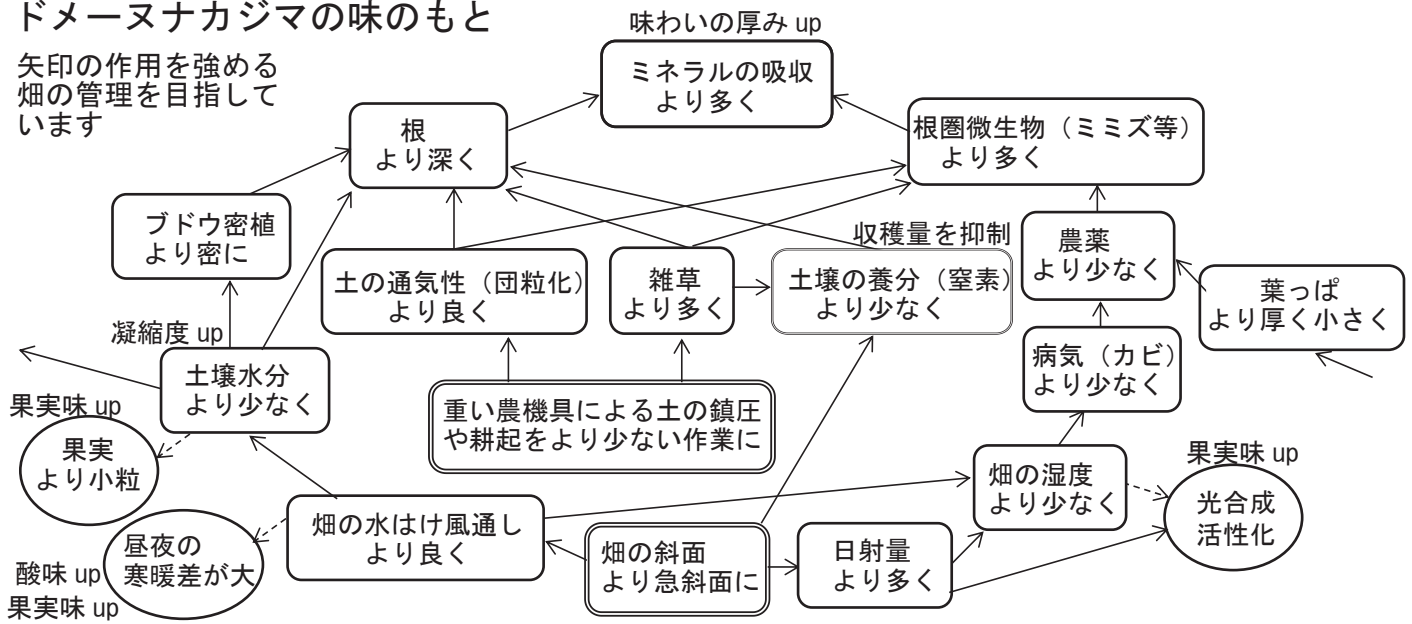 ドメーヌナカジマの味のもと
矢印の作用を強める
畑の管理を目指して
います
味わいの厚み up
ミネラルの吸収
より多く
根
より深く
根圏微生物（ミミズ等）
より多く
ブドウ密植
より密に
土の通気性（団粒化）
より良く
雑草
より多く
収穫量を抑制
土壌の養分（窒素）
より少なく
農薬
より少なく
葉っぱ
より厚く小さく
凝縮度 up
土壌水分
より少なく
病気（カビ）
より少なく
重い農機具による土の鎮圧
や耕起をより少ない作業に
果実味 up
果実
より小粒
畑の湿度
より少なく
果実味 up
光合成
活性化
畑の水はけ風通し
より良く
畑の斜面
より急斜面に
日射量
より多く
昼夜の
寒暖差が大
酸味 up
果実味 up